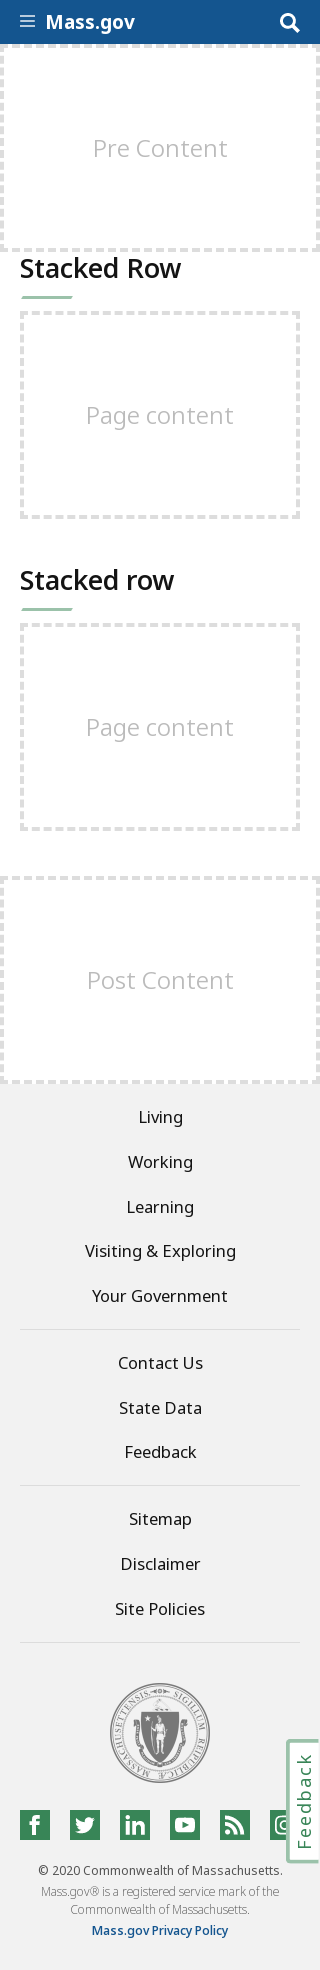 Mass.gov
Pre Content
Stacked Row
Page content
Stacked row
Page content
Post Content
Living
Working
Learning
Visiting & Exploring
Your Government
Contact Us
State Data
Feedback
Sitemap
Disclaimer
Site Policies
SIGILLUM REIPUBLICÆ MASSACHUSETTENSIS
Feedback
© 2020 Commonwealth of Massachusetts.
Mass.gov® is a registered service mark of the
Commonwealth of Massachusetts.
Mass.gov Privacy Policy